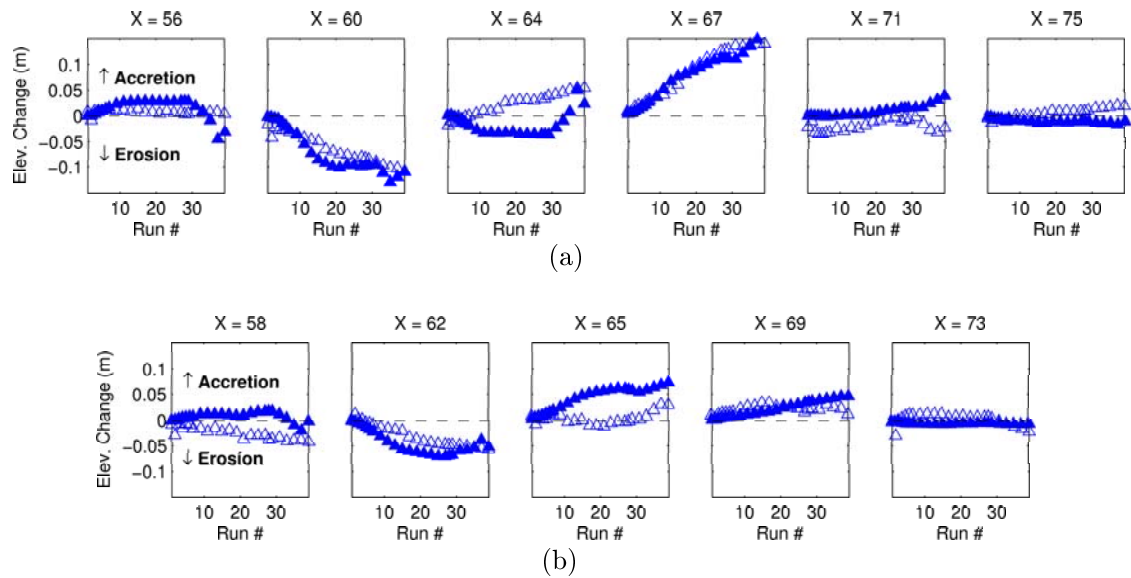 X = 56 X = 60 X = 64 X = 67 X = 71 X = 75
Elev. Change (m)
0.1
0.05
0
−0.05
−0.1
↑ Accretion
↓ Erosion
10 20 30 10 20 30 10 20 30 10 20 30 10 20 30 10 20 30
Run # Run # Run # Run # Run # Run #
(a)
X = 58 X = 62 X = 65 X = 69 X = 73
Elev. Change (m)
0.1
0.05
0
−0.05
−0.1
↑ Accretion
↓ Erosion
10 20 30 10 20 30 10 20 30 10 20 30 10 20 30
Run # Run # Run # Run # Run #
(b)